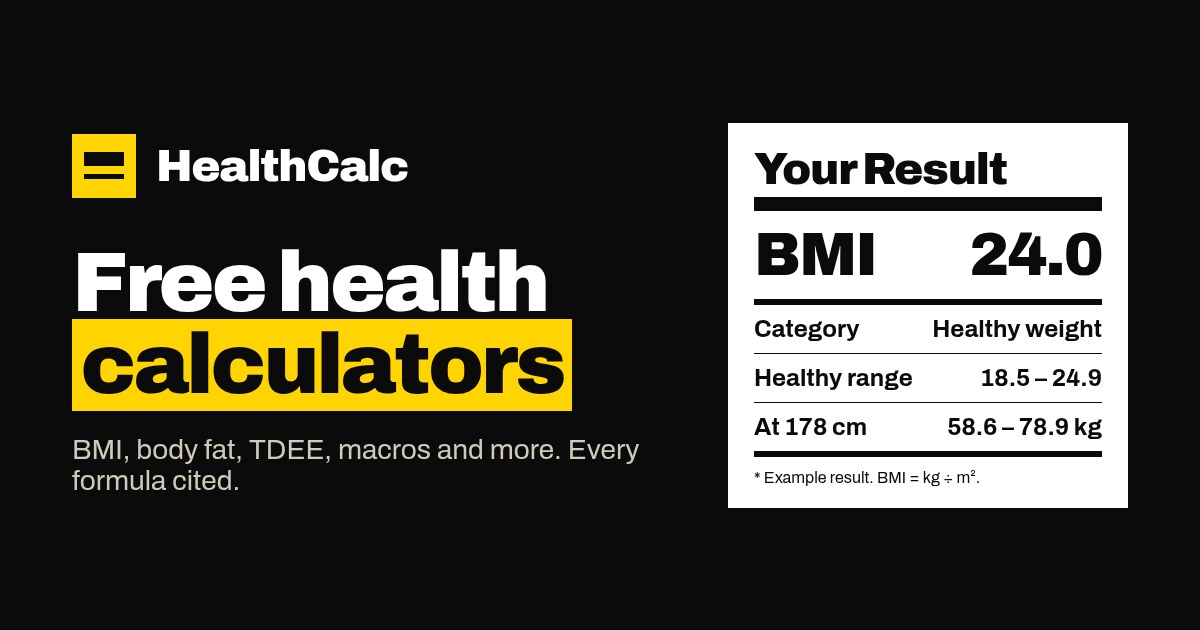 HealthCalc
Free health
calculators
BMI, body fat, TDEE, macros and more. Every
formula cited.
Your Result
BMI 24.0
Category Healthy weight
Healthy range 18.5 – 24.9
At 178 cm 58.6 – 78.9 kg
* Example result. BMI = kg ÷ m².